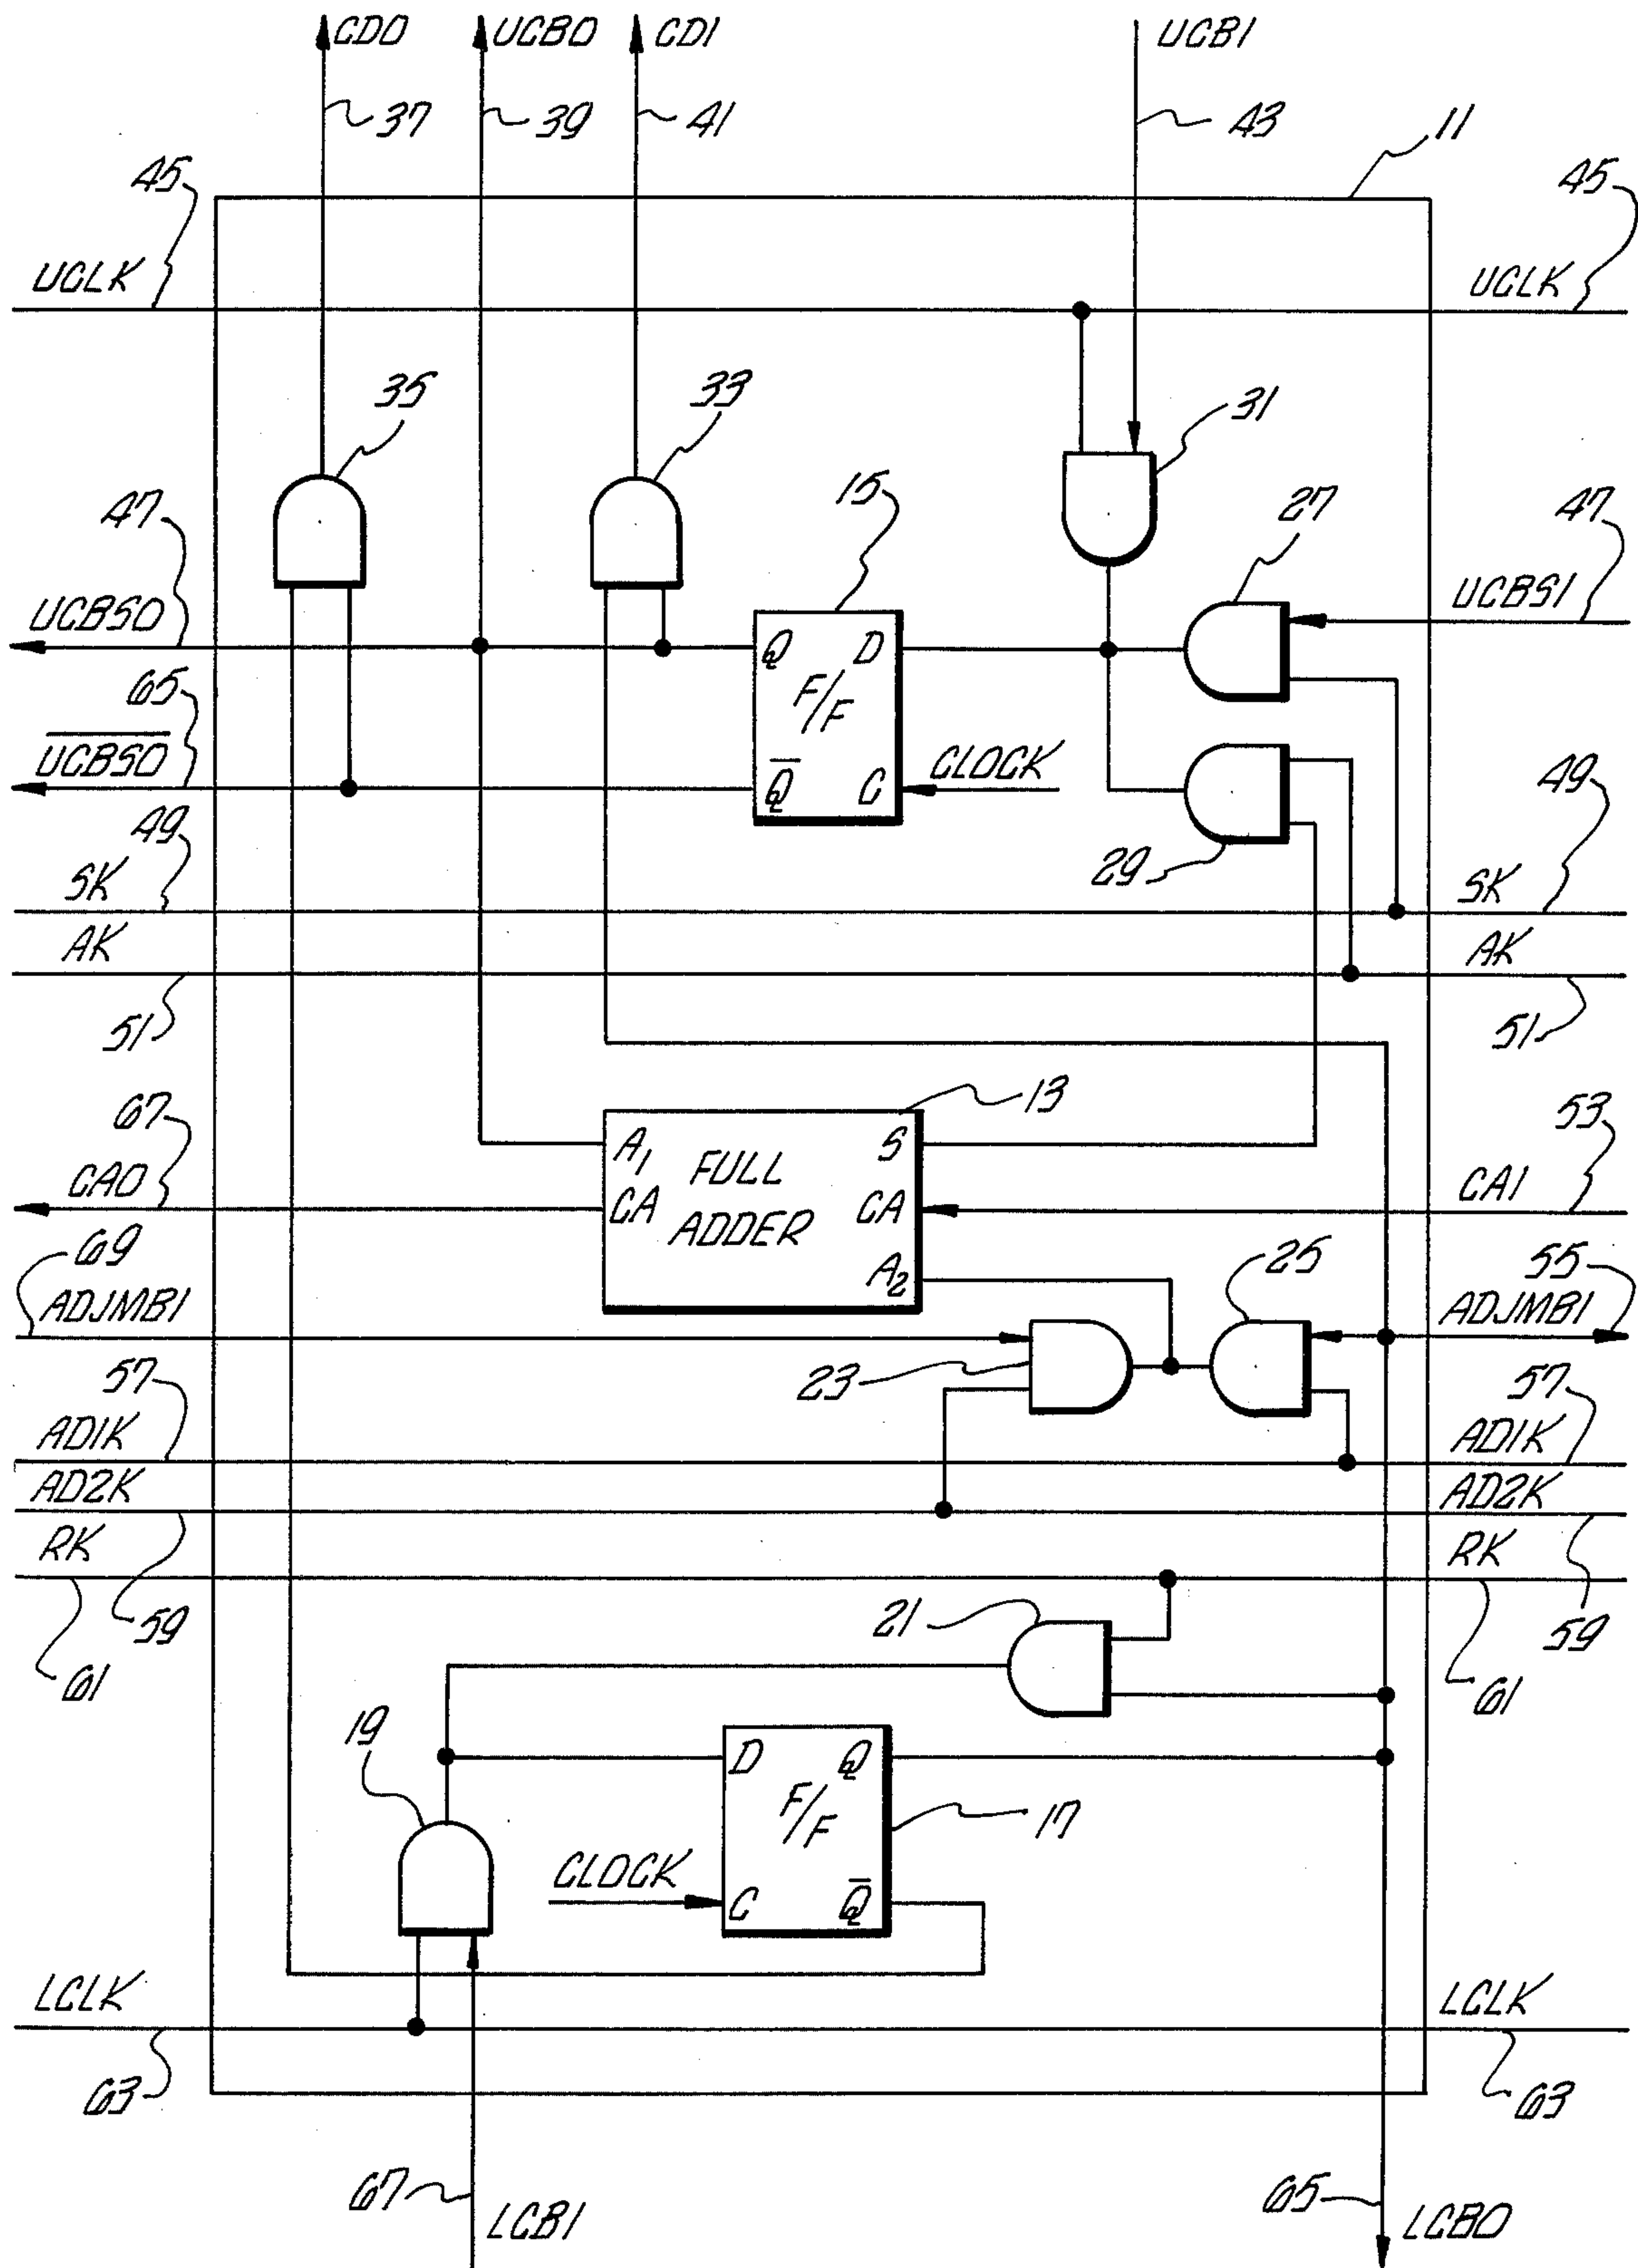 CDO UCBO CDI UCBI
37 39 41 43 11
45 45
UCLK UCLK
35 33 31
47 15 27 47
UCBSO Q D UCBSI
F/F
65
UCBSO Q̅ C CLOCK
49 29 49
SK SK
AK AK
51 51
67 13 53
A1 S
CAO CA FULL ADDER CA CAI
A2
69 25 55
ADJMBI ADJMBI
57 23 57
AD1K AD1K
AD2K AD2K
RK RK
59 21 59
61 61
19 D Q
F/F 17
CLOCK C Q̅
LCLK LCLK
63 63
67 LCBI 65 LCBO